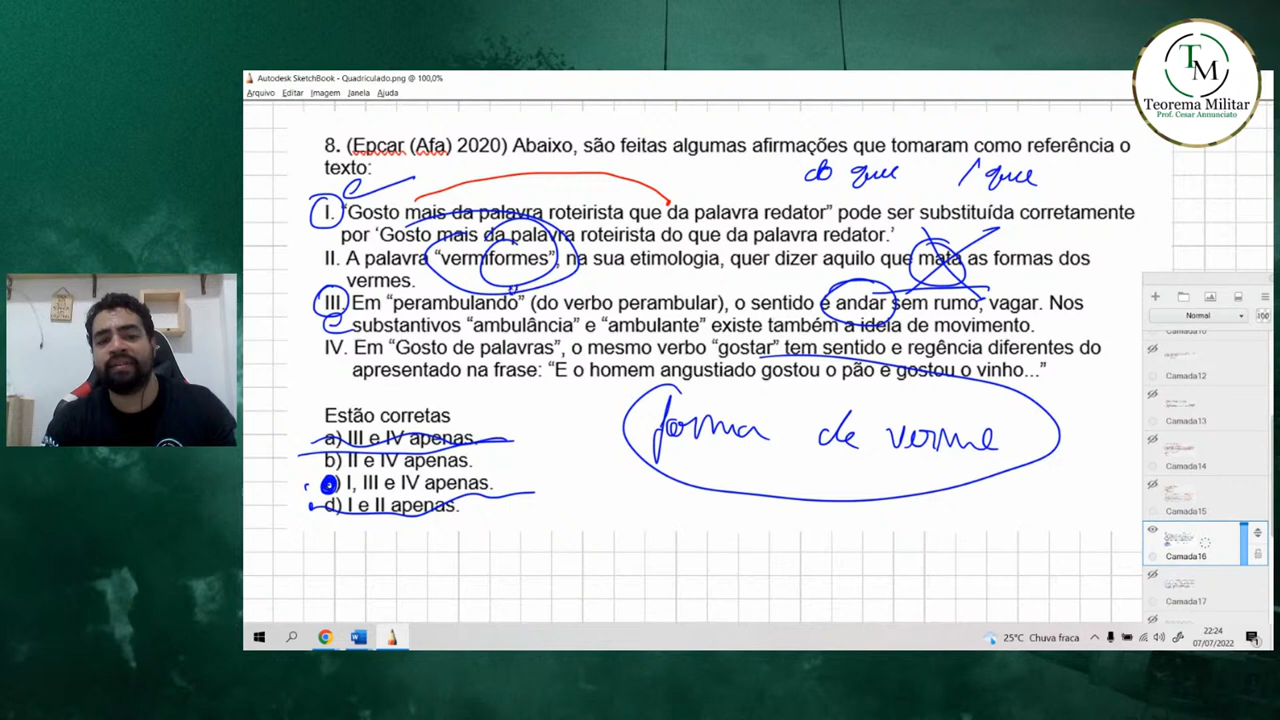 TM
Teorema Militar
Prof. Cesar Annunciato
Autodesk SketchBook - Quadriculado.png @ 100,0%
Arquivo Editar Imagem Janela Ajuda
8. (Epcar (Afa) 2020) Abaixo, são feitas algumas afirmações que tomaram como referência o
texto:
do que / que
I. “Gosto mais da palavra roteirista que da palavra redator” pode ser substituída corretamente
por ‘Gosto mais da palavra roteirista do que da palavra redator.’
II. A palavra “vermiformes”, na sua etimologia, quer dizer aquilo que mata as formas dos
vermes.
III. Em “perambulando” (do verbo perambular), o sentido é andar sem rumo, vagar. Nos
substantivos “ambulância” e “ambulante” existe também a ideia de movimento.
IV. Em “Gosto de palavras”, o mesmo verbo “gostar” tem sentido e regência diferentes do
apresentado na frase: “E o homem angustiado gostou o pão e gostou o vinho...”
forma de verme
Estão corretas
a) III e IV apenas.
b) II e IV apenas.
c) I, III e IV apenas.
d) I e II apenas.
Normal
100
Camada10
Camada12
Camada13
Camada14
Camada15
Camada16
Camada17
25°C Chuva fraca
22:24
07/07/2022